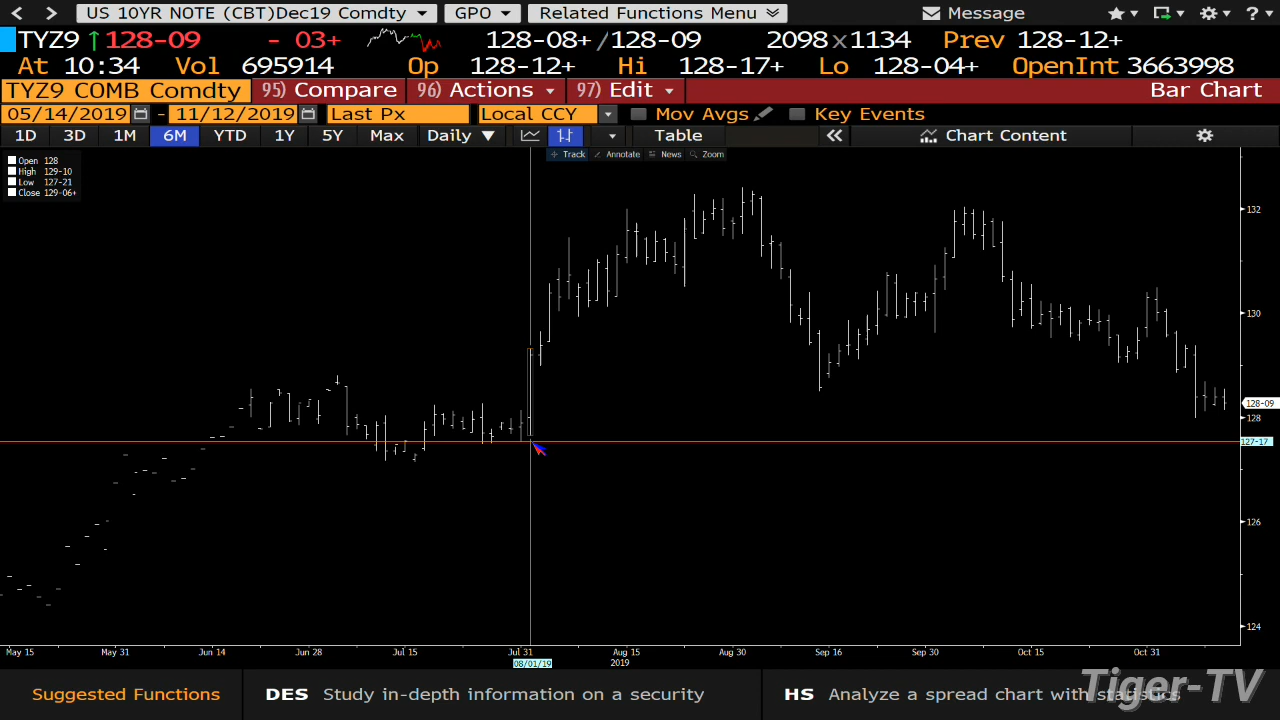 US 10YR NOTE (CBT)Dec19 Comdty GPO Related Functions Menu Message ?
TYZ9 ↑128-09 - 03+ 128-08+/128-09 2098x1134 Prev 128-12+
At 10:34 Vol 695914 Op 128-12+ Hi 128-17+ Lo 128-04+ OpenInt 3663998
TYZ9 COMB Comdty 95) Compare 96) Actions 97) Edit Bar Chart
05/14/2019 - 11/12/2019 Last Px Local CCY Mov Avgs Key Events
1D 3D 1M 6M YTD 1Y 5Y Max Daily ▼ Table « Chart Content
Track Annotate News Zoom
Open 128
High 129-10
Low 127-21
Close 129-06+
132
130
128-09
128
127-17
126
124
May 15 May 31 Jun 14 Jun 28 Jul 15 Jul 31 Aug 15 Aug 30 Sep 16 Sep 30 Oct 15 Oct 31
08/01/19 2019
Suggested Functions DES Study in-depth information on a security HS Analyze a spread chart with statistics
Tiger-TV